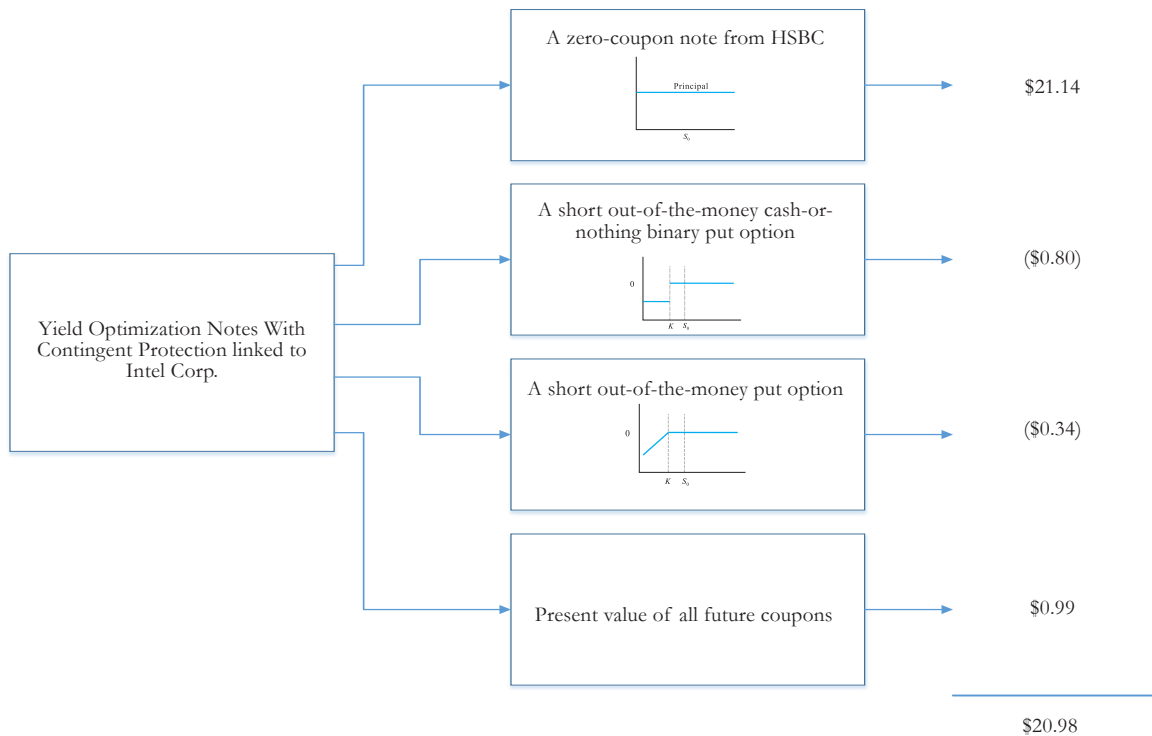 A zero-coupon note from HSBC
Principal
S₀
$21.14
A short out-of-the-money cash-or-
nothing binary put option
0
K S₀
($0.80)
Yield Optimization Notes With
Contingent Protection linked to
Intel Corp.
A short out-of-the-money put option
0
K S₀
($0.34)
Present value of all future coupons
$0.99
$20.98